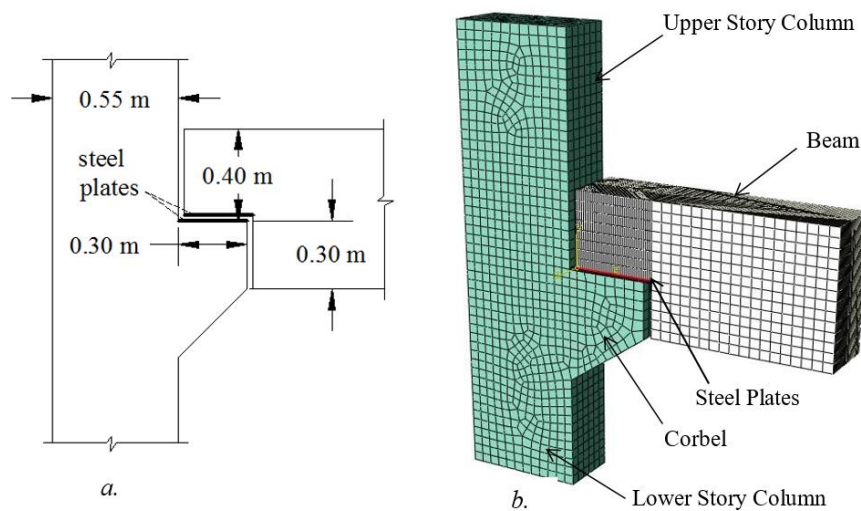 0.55 m
steel
plates
0.40 m
0.30 m
0.30 m
a.
Upper Story Column
Beam
Steel Plates
Corbel
Lower Story Column
b.